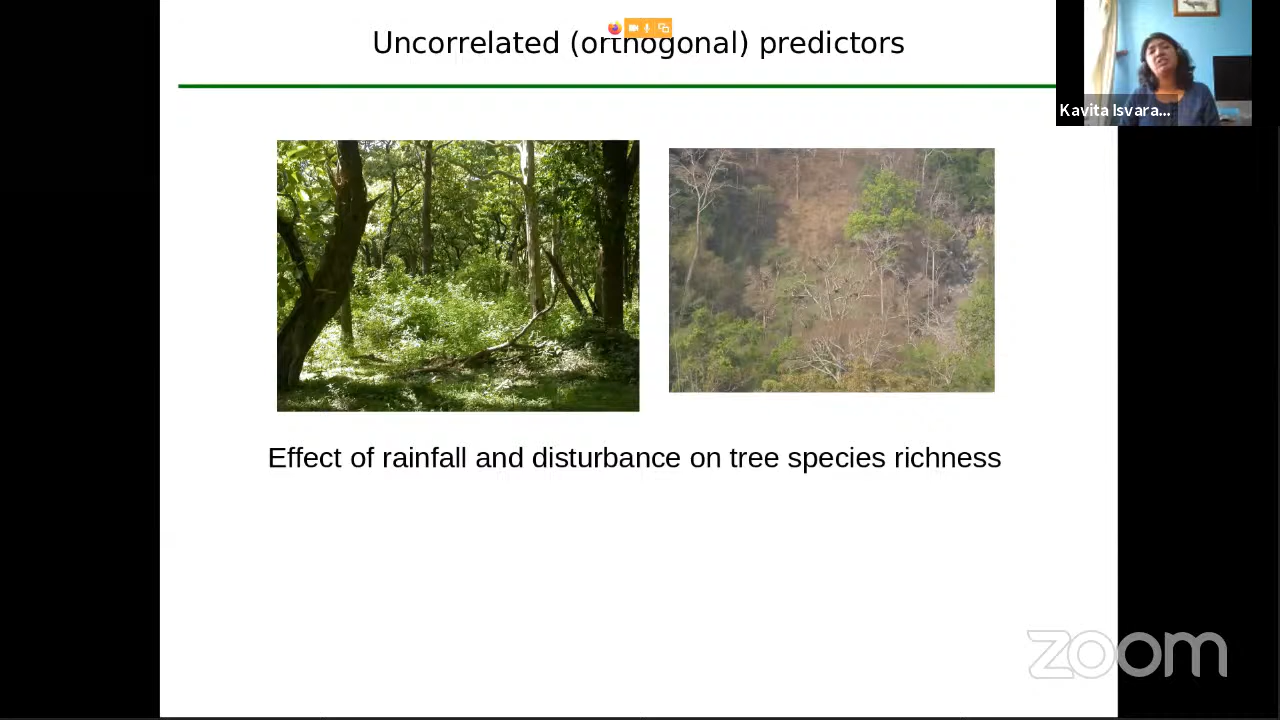 Uncorrelated (orthogonal) predictors
Kavita Isvara...
Effect of rainfall and disturbance on tree species richness
zoom